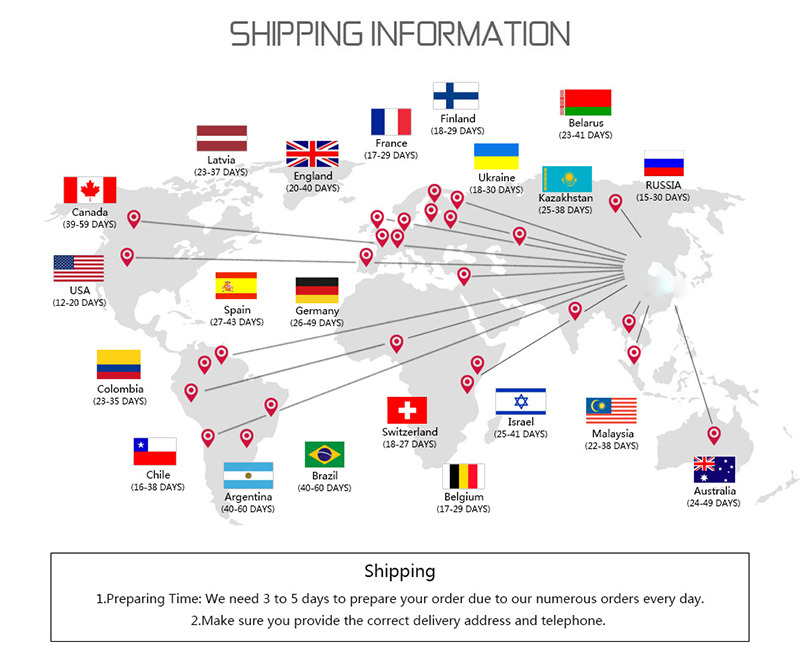 SHIPPING INFORMATION
Finland
(18-29 DAYS)
Belarus
(23-41 DAYS)
France
(17-29 DAYS)
Latvia
(23-37 DAYS)
England
(20-40 DAYS)
Ukraine
(18-30 DAYS)
Kazakhstan
(25-38 DAYS)
RUSSIA
(15-30 DAYS)
Canada
(39-59 DAYS)
USA
(12-20 DAYS)
Spain
(27-43 DAYS)
Germany
(26-49 DAYS)
Colombia
(23-35 DAYS)
Switzerland
(18-27 DAYS)
Israel
(25-41 DAYS)
Malaysia
(22-38 DAYS)
Chile
(16-38 DAYS)
Argentina
(40-60 DAYS)
Brazil
(40-60 DAYS)
Belgium
(17-29 DAYS)
Australia
(24-49 DAYS)
Shipping
1.Preparing Time: We need 3 to 5 days to prepare your order due to our numerous orders every day.
2.Make sure you provide the correct delivery address and telephone.